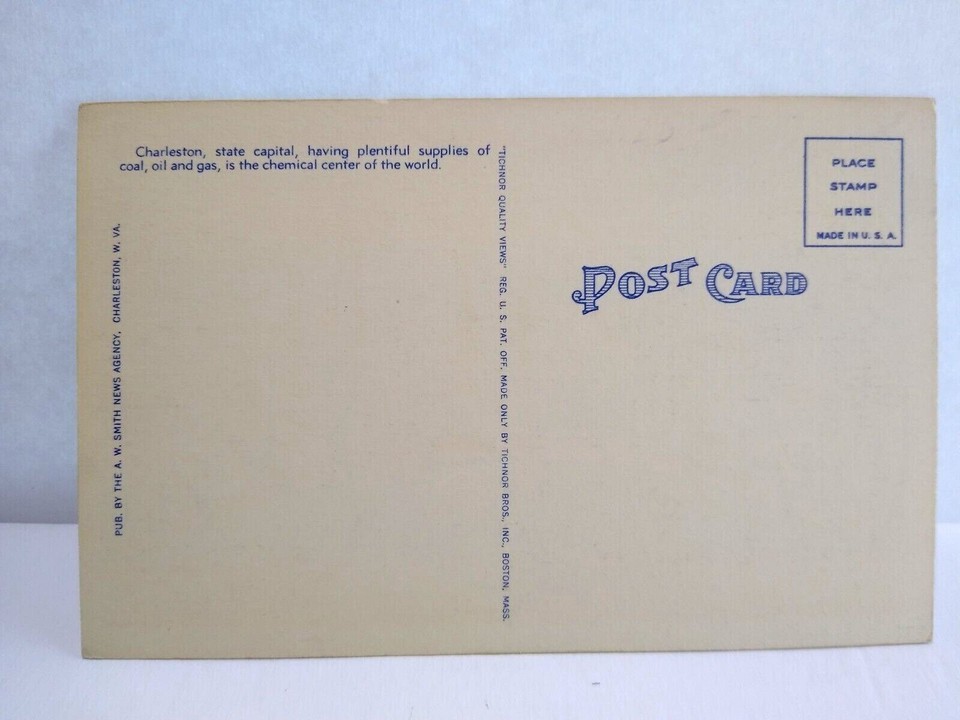 Charleston, state capital, having plentiful supplies of
coal, oil and gas, is the chemical center of the world.
PUB. BY THE A. W. SMITH NEWS AGENCY, CHARLESTON, W. VA.
"TICHNOR QUALITY VIEWS" REG. U. S. PAT. OFF. MADE ONLY BY TICHNOR BROS., INC., BOSTON, MASS.
POST CARD
PLACE
STAMP
HERE
MADE IN U. S. A.